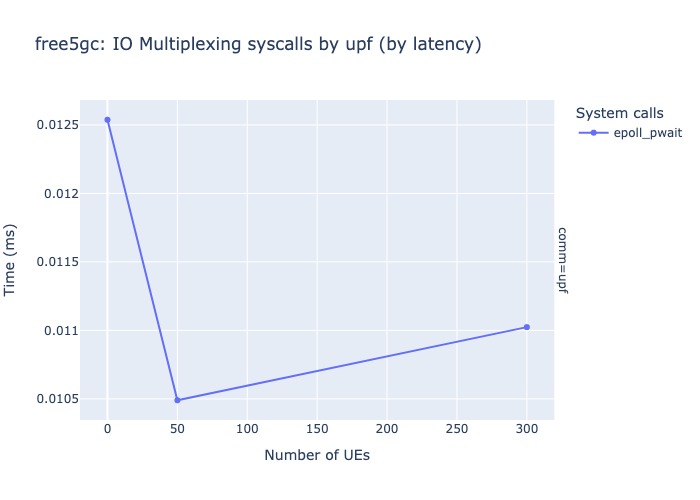 free5gc: IO Multiplexing syscalls by upf (by latency)
System calls
epoll_pwait
0.0125
0.012
0.0115
0.011
0.0105
Time (ms)
comm=upf
0 50 100 150 200 250 300
Number of UEs